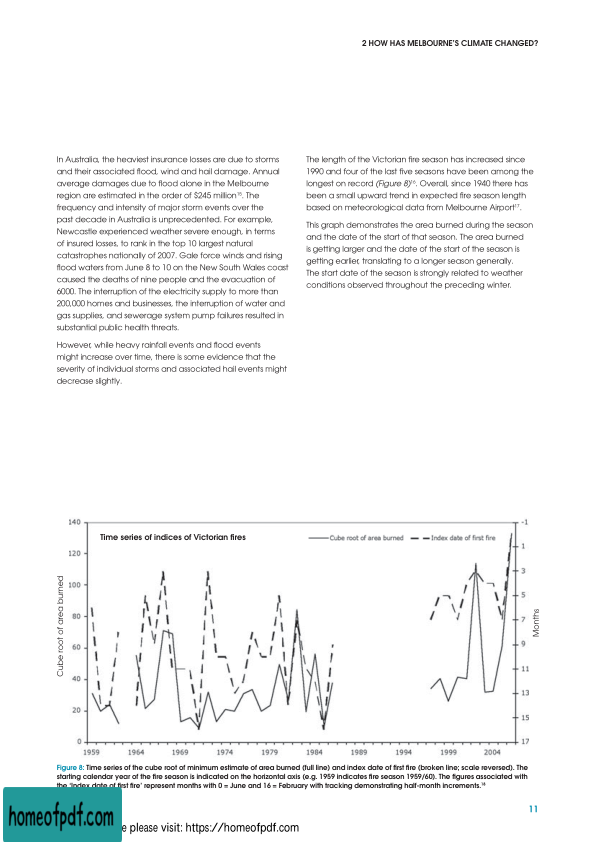 2 HOW HAS MELBOURNE'S CLIMATE CHANGED?
In Australia, the heaviest insurance losses are due to storms
and their associated flood, wind and hail damage. Annual
average damages due to flood alone in the Melbourne
region are estimated in the order of $245 million¹⁵. The
frequency and intensity of major storm events over the
past decade in Australia is unprecedented. For example,
Newcastle experienced weather severe enough, in terms
of insured losses, to rank in the top 10 largest natural
catastrophes nationally of 2007. Gale force winds and rising
flood waters from June 8 to 10 on the New South Wales coast
caused the deaths of nine people and the evacuation of
6000. The interruption of the electricity supply to more than
200,000 homes and businesses, the interruption of water and
gas supplies, and sewerage system pump failures resulted in
substantial public health threats.
However, while heavy rainfall events and flood events
might increase over time, there is some evidence that the
severity of individual storms and associated hail events might
decrease slightly.
The length of the Victorian fire season has increased since
1990 and four of the last five seasons have been among the
longest on record (Figure 8)¹⁶. Overall, since 1940 there has
been a small upward trend in expected fire season length
based on meteorological data from Melbourne Airport¹⁷.
This graph demonstrates the area burned during the season
and the date of the start of that season. The area burned
is getting larger and the date of the start of the season is
getting earlier, translating to a longer season generally.
The start date of the season is strongly related to weather
conditions observed throughout the preceding winter.
Time series of indices of Victorian fires
Cube root of area burned
Index date of first fire
Cube root of area burned
140
120
100
80
60
40
20
0
-1
1
3
5
7
9
11
13
15
17
Months
1959 1964 1969 1974 1979 1984 1989 1994 1999 2004
Figure 8: Time series of the cube root of minimum estimate of area burned (full line) and index date of first fire (broken line; scale reversed). The
starting calendar year of the fire season is indicated on the horizontal axis (e.g. 1959 indicates fire season 1959/60). The figures associated with
the 'index date of first fire' represent months with 0 = June and 16 = February with tracking demonstrating half-month increments.¹⁸
11
homeofpdf.com
e please visit: https://homeofpdf.com